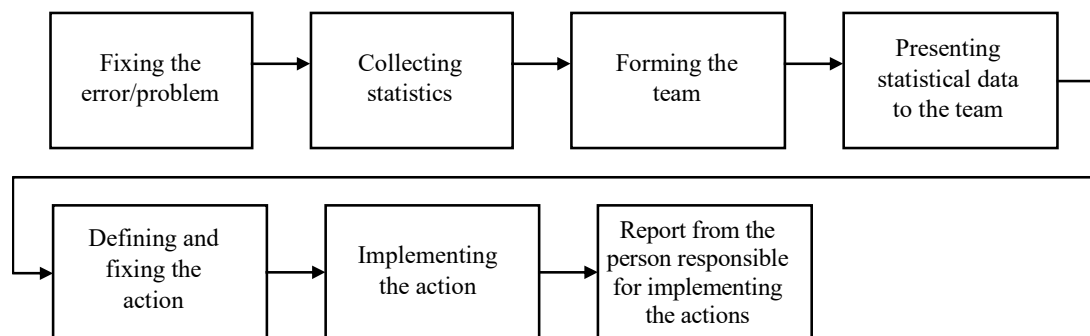 Fixing the
error/problem
Collecting
statistics
Forming the
team
Presenting
statistical data
to the team
Defining and
fixing the
action
Implementing
the action
Report from the
person responsible
for implementing
the actions